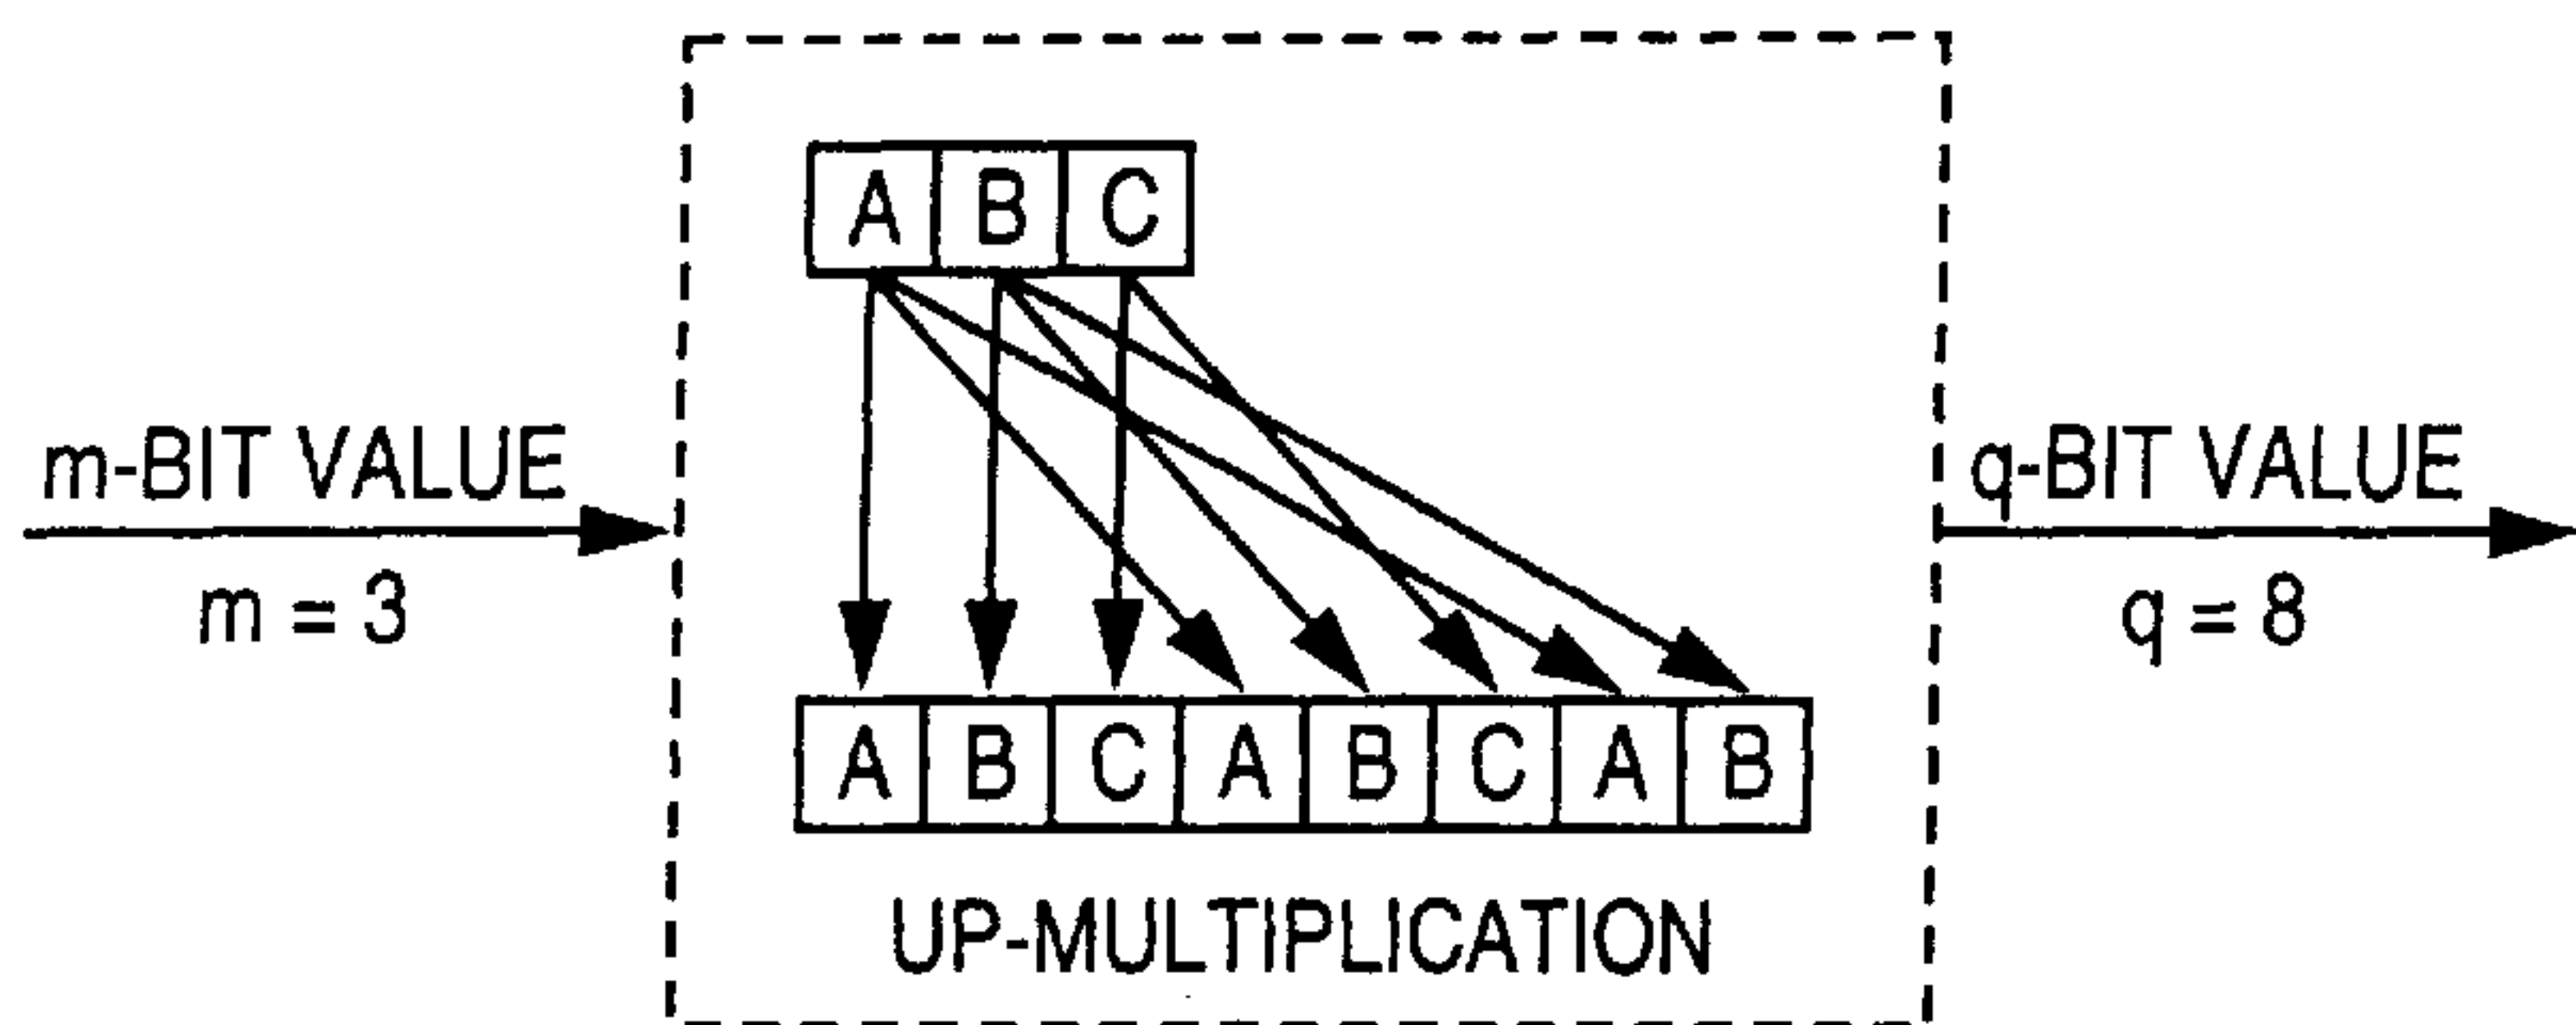 A B C
m-BIT VALUE
m = 3
q-BIT VALUE
q = 8
A B C A B C A B
UP-MULTIPLICATION